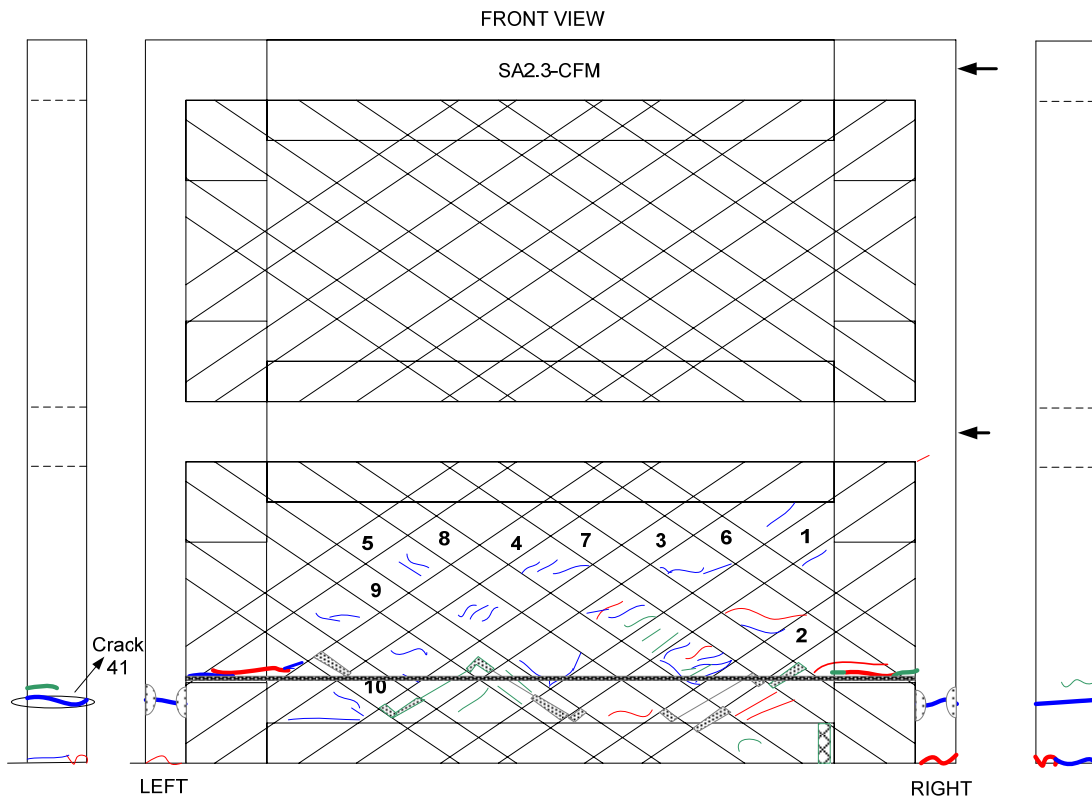 FRONT VIEW
SA2.3-CFM
5 8 4 7 3 6 1
9
2
Crack
41
10
LEFT
RIGHT